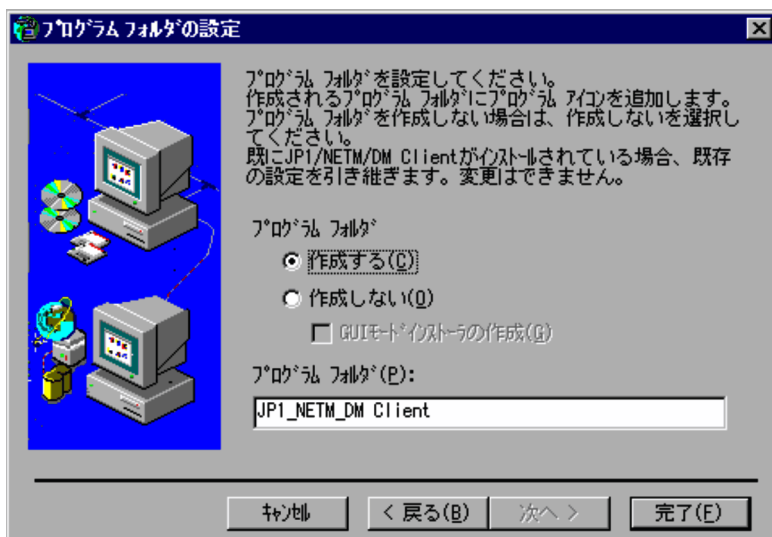 ﾌﾟﾛｸﾞﾗﾑ ﾌｫﾙﾀﾞの設定
ﾌﾟﾛｸﾞﾗﾑ ﾌｫﾙﾀﾞを設定してください。
作成されるﾌﾟﾛｸﾞﾗﾑ ﾌｫﾙﾀﾞにﾌﾟﾛｸﾞﾗﾑ ｱｲｺﾝを追加します。
ﾌﾟﾛｸﾞﾗﾑ ﾌｫﾙﾀﾞを作成しない場合は、作成しないを選択し
てください。
既にJP1/NETM/DM Clientがｲﾝｽﾄｰﾙされている場合、既存
の設定を引き継ぎます。変更はできません。
ﾌﾟﾛｸﾞﾗﾑ ﾌｫﾙﾀﾞ
作成する(C)
作成しない(O)
GUIﾓｰﾄﾞｲﾝｽﾄｰﾗの作成(G)
ﾌﾟﾛｸﾞﾗﾑ ﾌｫﾙﾀﾞ(P):
JP1_NETM_DM Client
ｷｬﾝｾﾙ
< 戻る(B)
次へ >
完了(F)